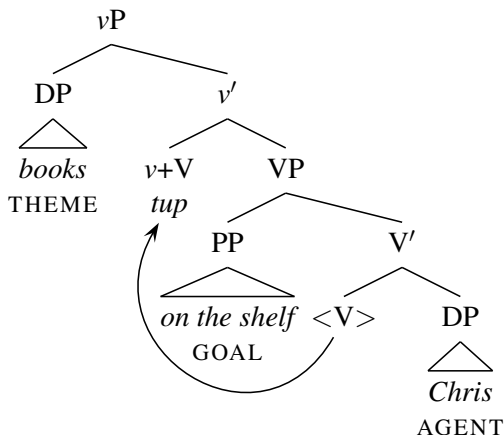 vP
DP v′
books v+V VP
THEME tup
PP V′
on the shelf <V> DP
GOAL
Chris
AGENT